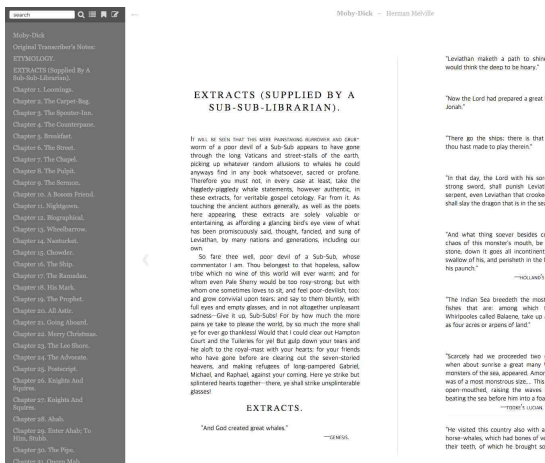 search
Moby-Dick
Original Transcriber's Notes:
ETYMOLOGY.
EXTRACTS (Supplied By A
Sub-Sub-Librarian).
Chapter 1. Loomings.
Chapter 2. The Carpet-Bag.
Chapter 3. The Spouter-Inn.
Chapter 4. The Counterpane.
Chapter 5. Breakfast.
Chapter 6. The Street.
Chapter 7. The Chapel.
Chapter 8. The Pulpit.
Chapter 9. The Sermon.
Chapter 10. A Bosom Friend.
Chapter 11. Nightgown.
Chapter 12. Biographical.
Chapter 13. Wheelbarrow.
Chapter 14. Nantucket.
Chapter 15. Chowder.
Chapter 16. The Ship.
Chapter 17. The Ramadan.
Chapter 18. His Mark.
Chapter 19. The Prophet.
Chapter 20. All Astir.
Chapter 21. Going Aboard.
Chapter 22. Merry Christmas.
Chapter 23. The Lee Shore.
Chapter 24. The Advocate.
Chapter 25. Postscript.
Chapter 26. Knights And
Squires.
Chapter 27. Knights And
Squires.
Chapter 28. Ahab.
Chapter 29. Enter Ahab; To
Him, Stubb.
Chapter 30. The Pipe.
Chapter 31. Queen Mab.
Moby-Dick – Herman Melville
EXTRACTS (SUPPLIED BY A
SUB-SUB-LIBRARIAN).
IT WILL BE SEEN THAT THIS MERE PAINSTAKING BURROWER AND GRUB-
worm of a poor devil of a Sub-Sub appears to have gone
through the long Vaticans and street-stalls of the earth,
picking up whatever random allusions to whales he could
anyways find in any book whatsoever, sacred or profane.
Therefore you must not, in every case at least, take the
higgledy-piggledy whale statements, however authentic, in
these extracts, for veritable gospel cetology. Far from it. As
touching the ancient authors generally, as well as the poets
here appearing, these extracts are solely valuable or
entertaining, as affording a glancing bird's eye view of what
has been promiscuously said, thought, fancied, and sung of
Leviathan, by many nations and generations, including our
own.
So fare thee well, poor devil of a Sub-Sub, whose
commentator I am. Thou belongest to that hopeless, sallow
tribe which no wine of this world will ever warm; and for
whom even Pale Sherry would be too rosy-strong; but with
whom one sometimes loves to sit, and feel poor-devilish, too;
and grow convivial upon tears; and say to them bluntly, with
full eyes and empty glasses, and in not altogether unpleasant
sadness--Give it up, Sub-Subs! For by how much the more
pains ye take to please the world, by so much the more shall
ye for ever go thankless! Would that I could clear out Hampton
Court and the Tuileries for ye! But gulp down your tears and
hie aloft to the royal-mast with your hearts; for your friends
who have gone before are clearing out the seven-storied
heavens, and making refugees of long-pampered Gabriel,
Michael, and Raphael, against your coming. Here ye strike but
splintered hearts together--there, ye shall strike unsplinterable
glasses!
EXTRACTS.
"And God created great whales."
—GENESIS.
"Leviathan maketh a path to shine
would think the deep to be hoary."
"Now the Lord had prepared a great
Jonah."
"There go the ships; there is that
thou hast made to play therein."
"In that day, the Lord with his sore
strong sword, shall punish Leviat
serpent, even Leviathan that crooke
shall slay the dragon that is in the sea
"And what thing soever besides c
chaos of this monster's mouth, be
stone, down it goes all incontinent
swallow of his, and perisheth in the
his paunch."
—HOLLAND'S
"The Indian Sea breedeth the most
fishes that are: among which
Whirlpooles called Balaene, take up
as four acres or arpens of land."
"Scarcely had we proceeded two
when about sunrise a great many
monsters of the sea, appeared. Amor
was of a most monstrous size.... This
open-mouthed, raising the waves
beating the sea before him into a foa
—TOOKE'S LUCIAN.
"He visited this country also with a
horse-whales, which had bones of ve
their teeth, of which he brought so